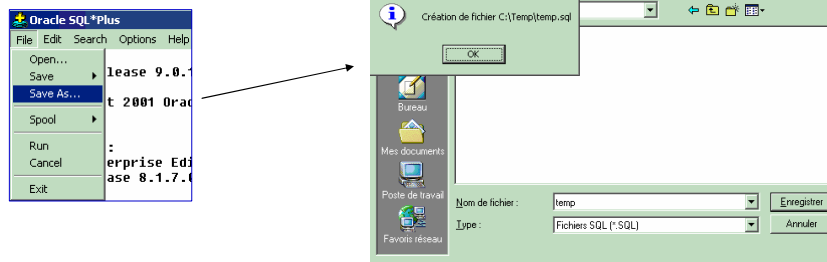 Oracle SQL*Plus
File Edit Search Options Help
Open...
Save
Save As...
Spool
Run
Cancel
Exit
lease 9.0.1
t 2001 Orac
:
erprise Edi
ase 8.1.7.0
Création de fichier C:\Temp\temp.sql
OK
Bureau
Mes documents
Poste de travail
Favoris réseau
Nom de fichier :
temp
Enregistrer
Type :
Fichiers SQL (*.SQL)
Annuler